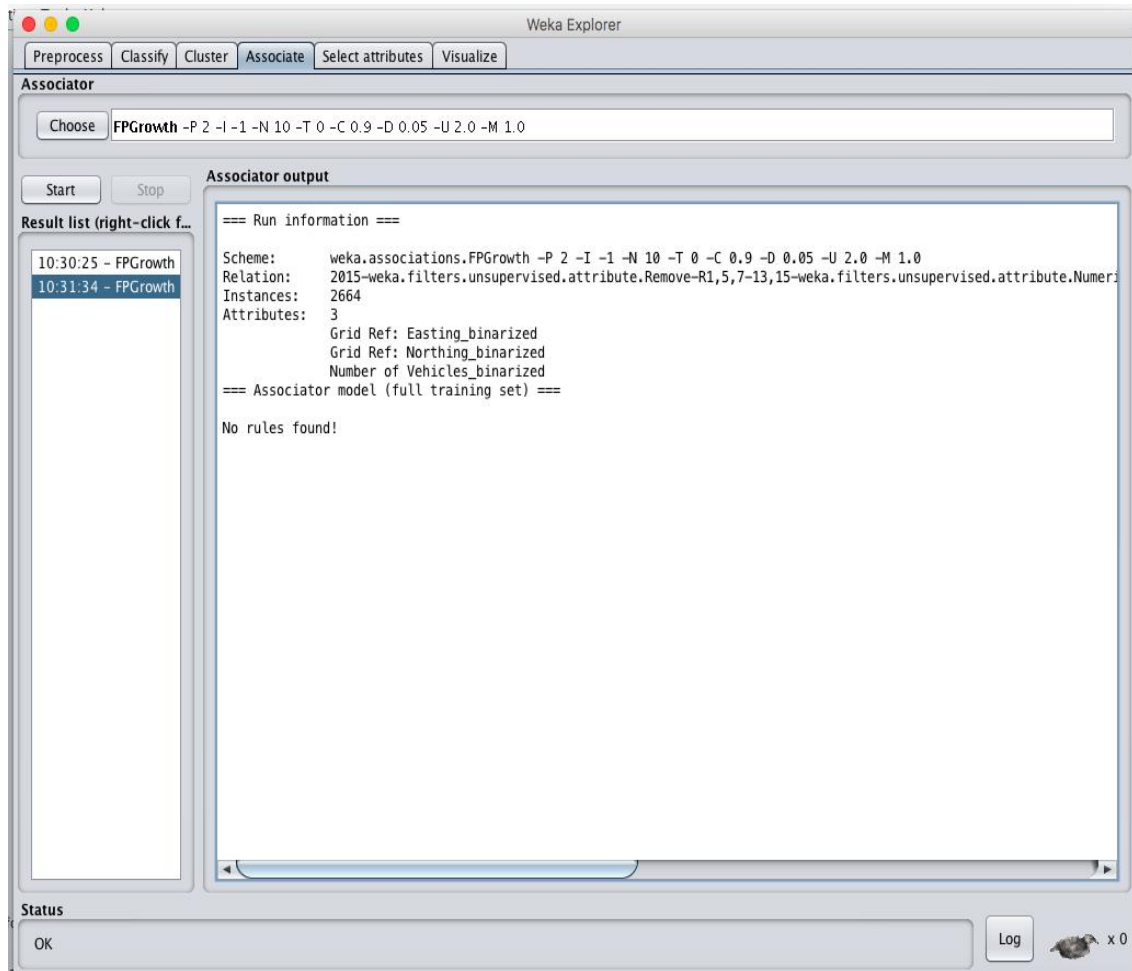 Weka Explorer
Preprocess Classify Cluster Associate Select attributes Visualize
Associator
Choose FPGrowth -P 2 -I -1 -N 10 -T 0 -C 0.9 -D 0.05 -U 2.0 -M 1.0
Start Stop
Result list (right-click f...
10:30:25 - FPGrowth
10:31:34 - FPGrowth
Associator output
=== Run information ===
Scheme: weka.associations.FPGrowth -P 2 -I -1 -N 10 -T 0 -C 0.9 -D 0.05 -U 2.0 -M 1.0
Relation: 2015-weka.filters.unsupervised.attribute.Remove-R1,5,7-13,15-weka.filters.unsupervised.attribute.Numeri
Instances: 2664
Attributes: 3
Grid Ref: Easting_binarized
Grid Ref: Northing_binarized
Number of Vehicles_binarized
=== Associator model (full training set) ===
No rules found!
Status
OK
Log x 0